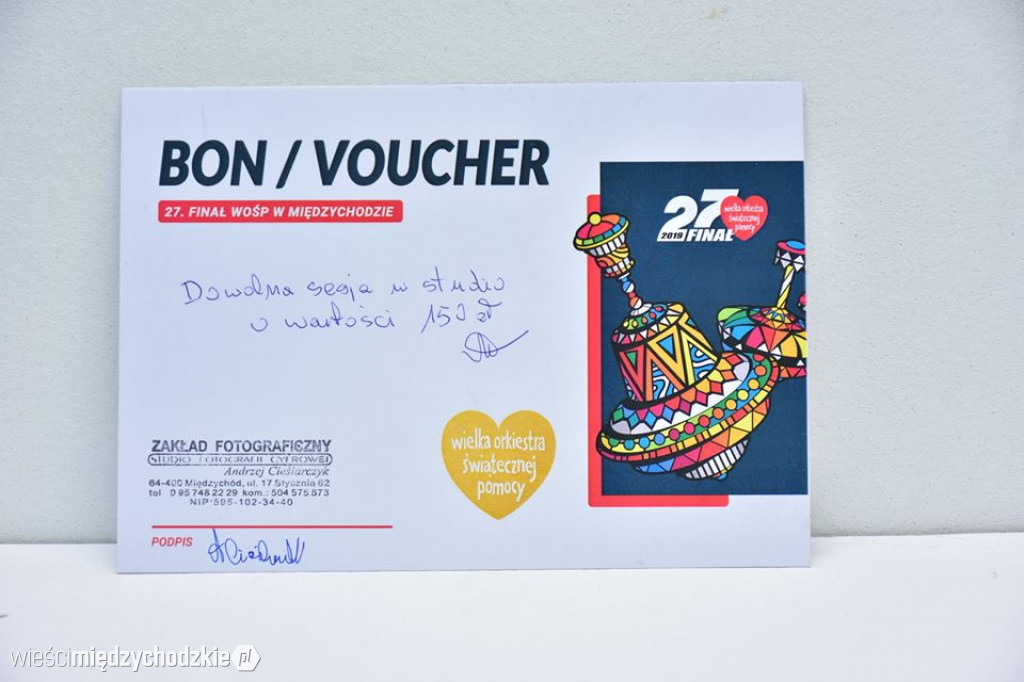 BON / VOUCHER
27. FINAŁ WOŚP W MIĘDZYCHODZIE
27
2019 FINAŁ
wielka orkiestra
świątecznej
pomocy
Dowolna sesja w studio
o wartości 150 zł
ZAKŁAD FOTOGRAFICZNY
STUDIO FOTOGRAFII CYFROWEJ
Andrzej Cieślarczyk
64-400 Międzychód, ul. 17 Stycznia 62
tel 0 95 748 22 29 kom.: 504 575 573
NIP 595-102-34-40
wielka orkiestra
świątecznej
pomocy
PODPIS
wieścimiędzychodzkie pl